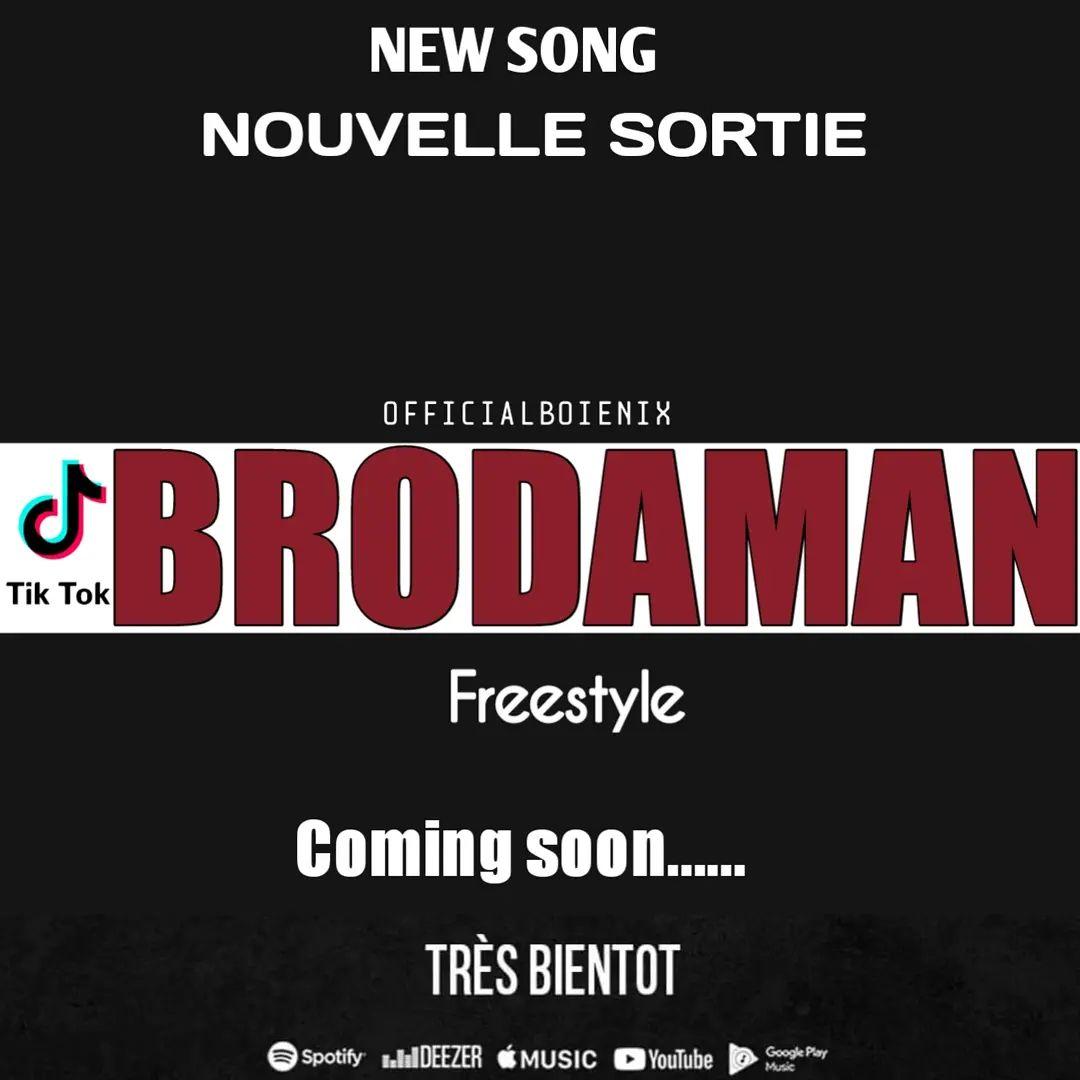 NEW SONG
NOUVELLE SORTIE
OFFICIALBOIENIX
BRODAMAN
Tik Tok
Freestyle
Coming soon......
TRÈS BIENTOT
Spotify DEEZER MUSIC YouTube Google Play Music